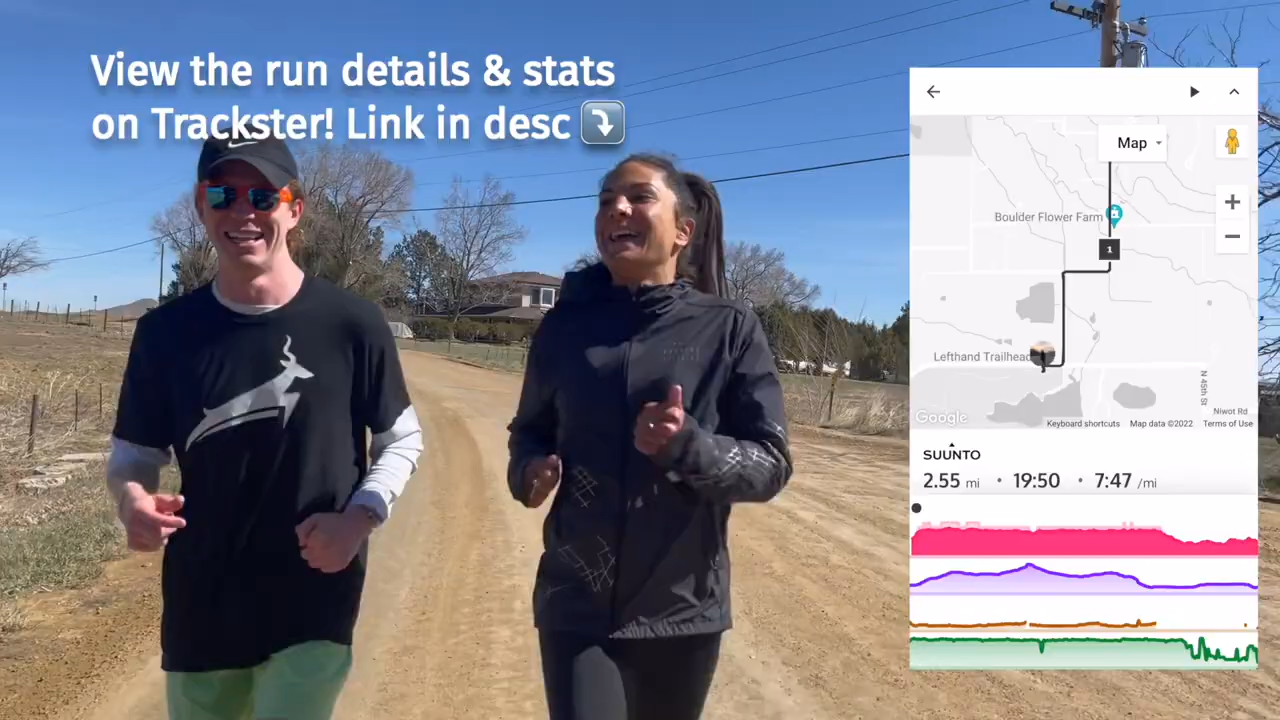 View the run details & stats
on Trackster! Link in desc ⤵️
Map
Boulder Flower Farm
1
Lefthand Trailhead
N 45th St
Niwot Rd
Google
Keyboard shortcuts
Map data ©2022
Terms of Use
SUUNTO
2.55 mi • 19:50 • 7:47 /mi